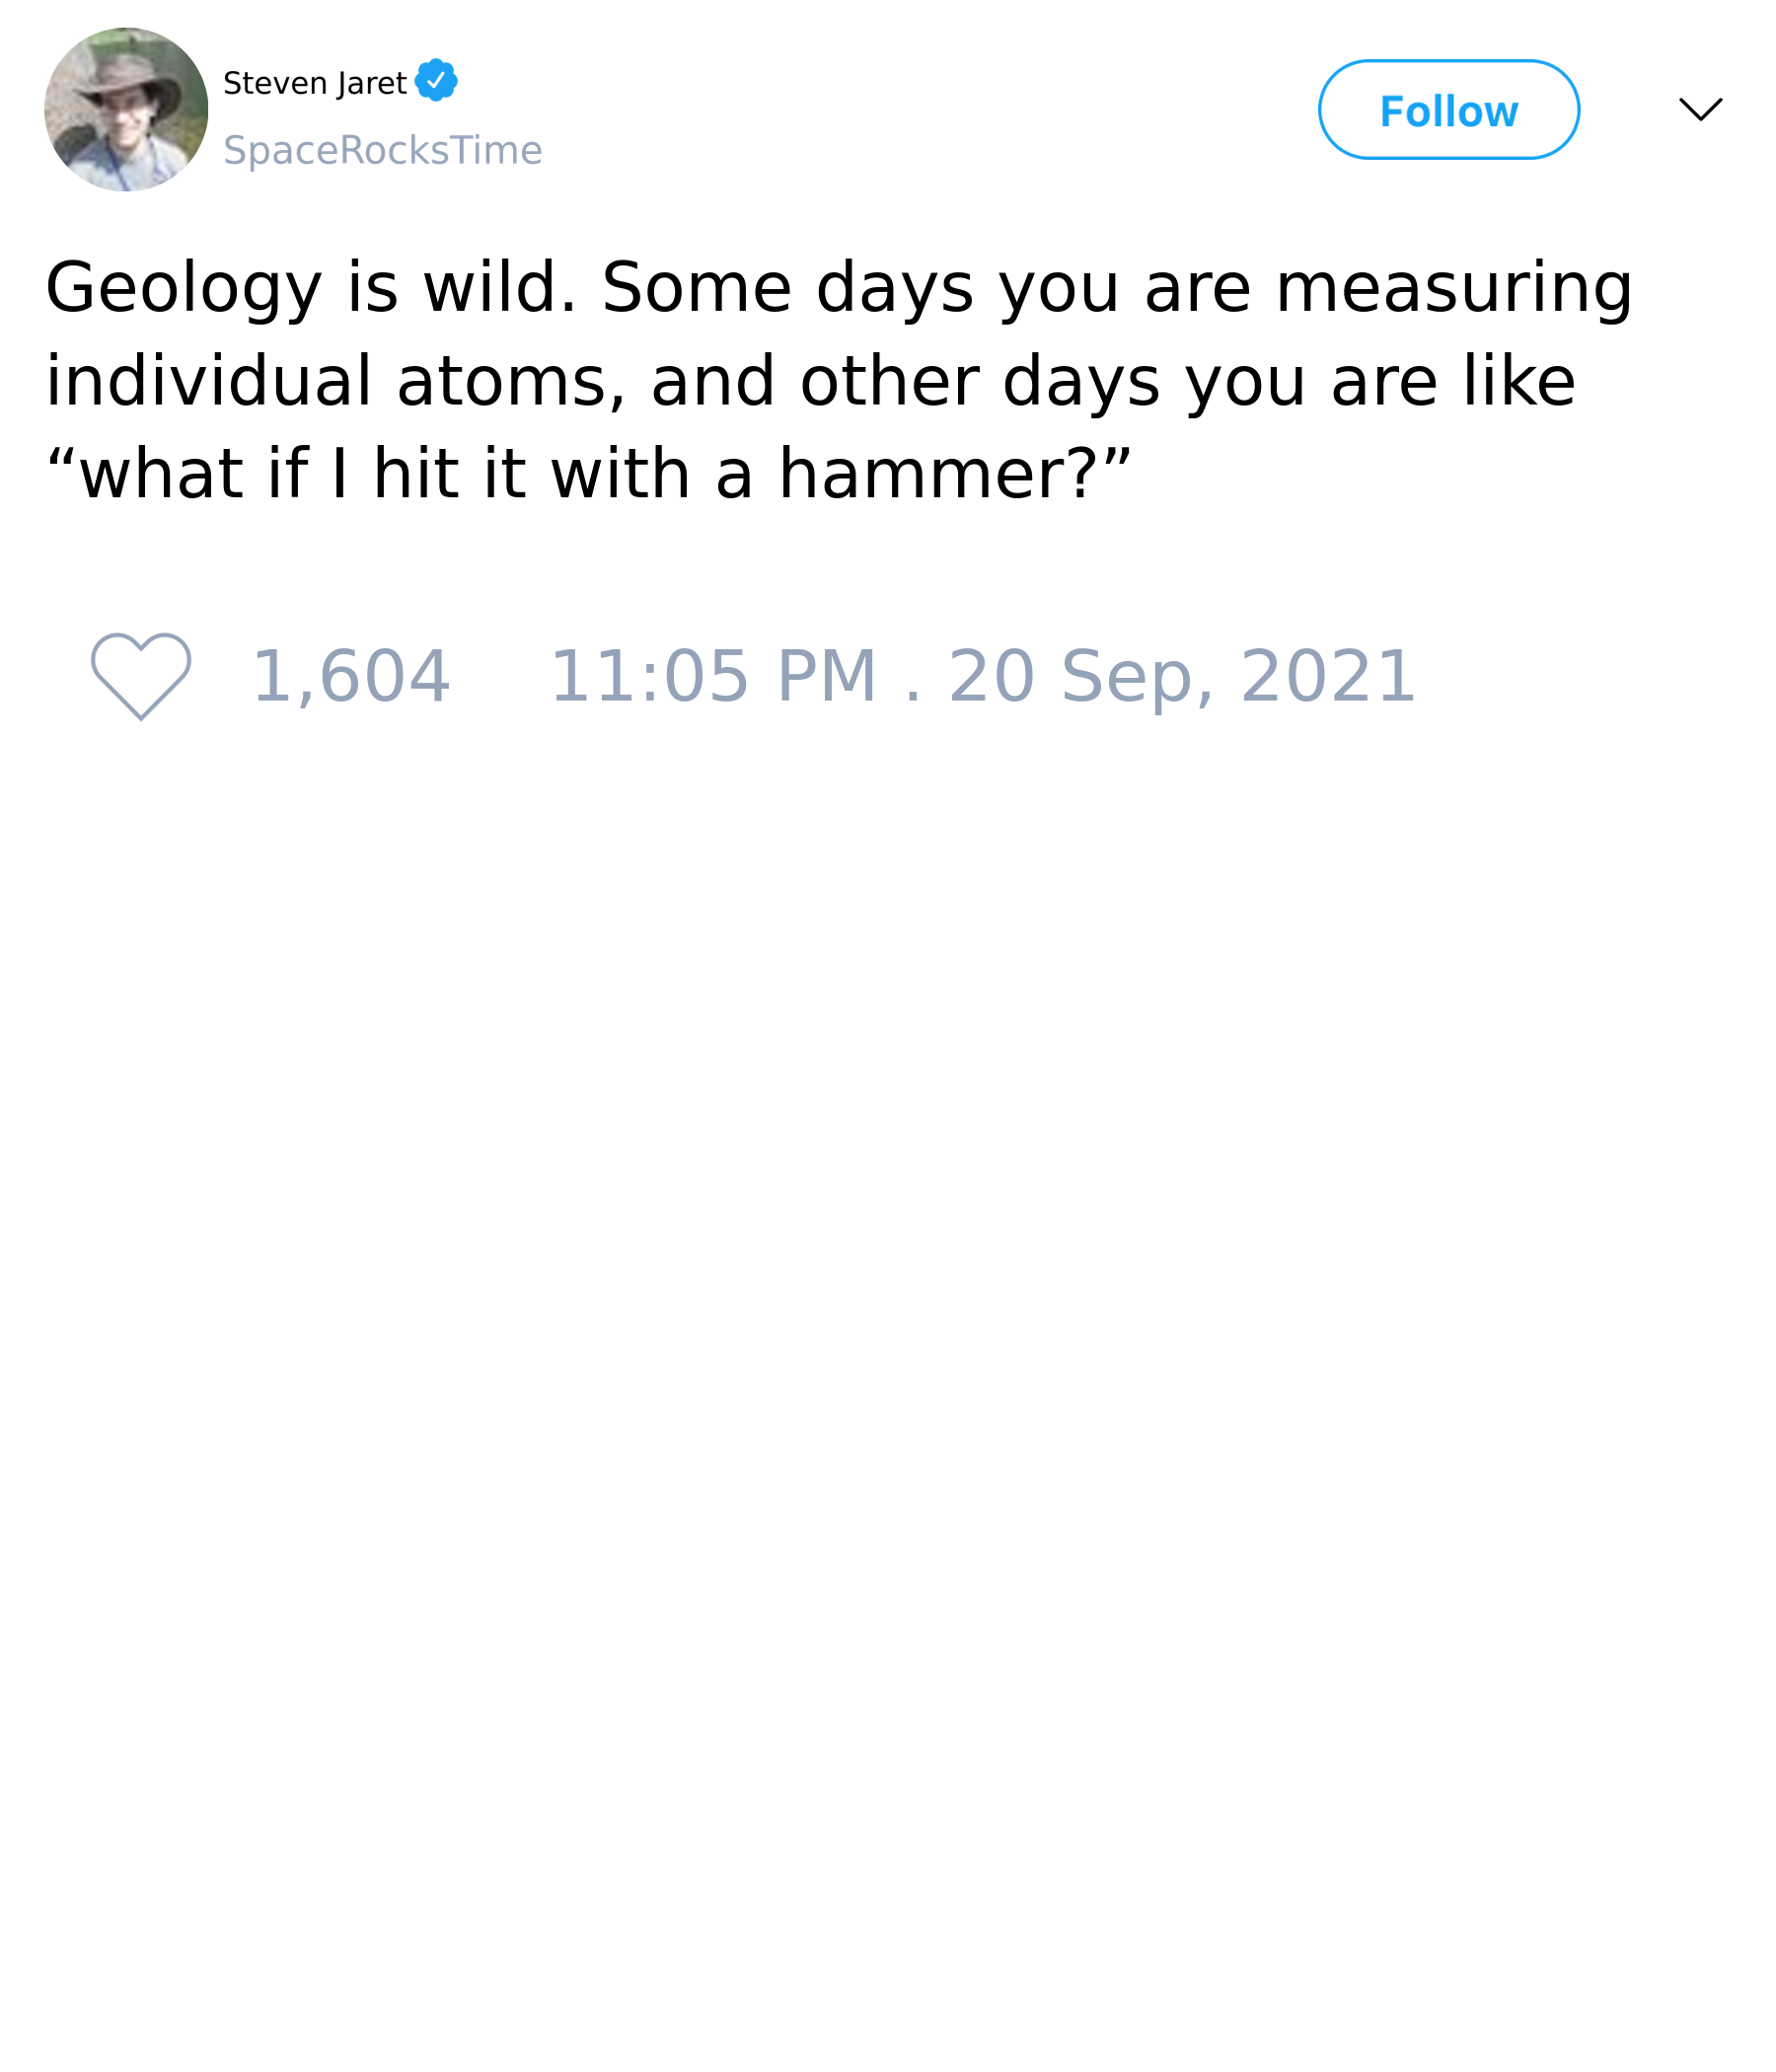 Steven Jaret
SpaceRocksTime
Follow
Geology is wild. Some days you are measuring
individual atoms, and other days you are like
“what if I hit it with a hammer?”
1,604 11:05 PM . 20 Sep, 2021